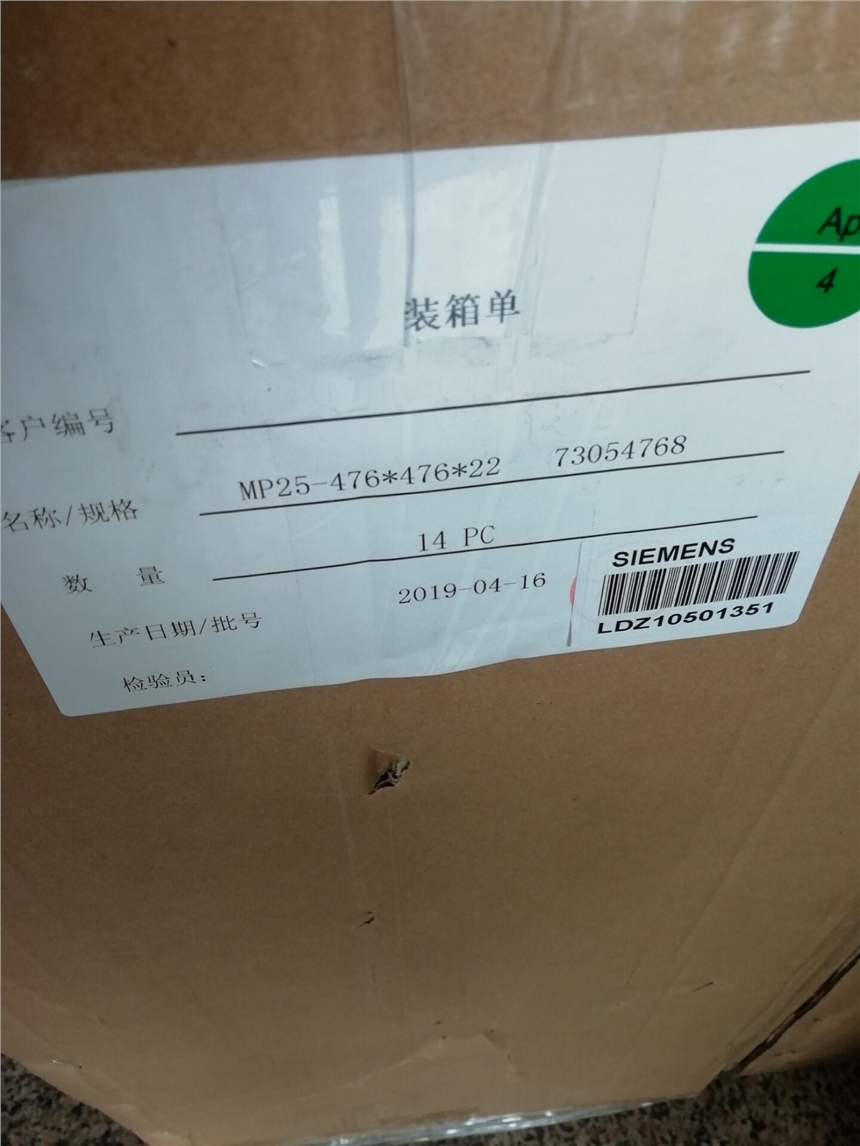 Ap
4
装箱单
客户编号
名称/规格 MP25-476*476*22 73054768
数 量 14 PC
生产日期/批号 2019-04-16
检验员:
SIEMENS
LDZ10501351